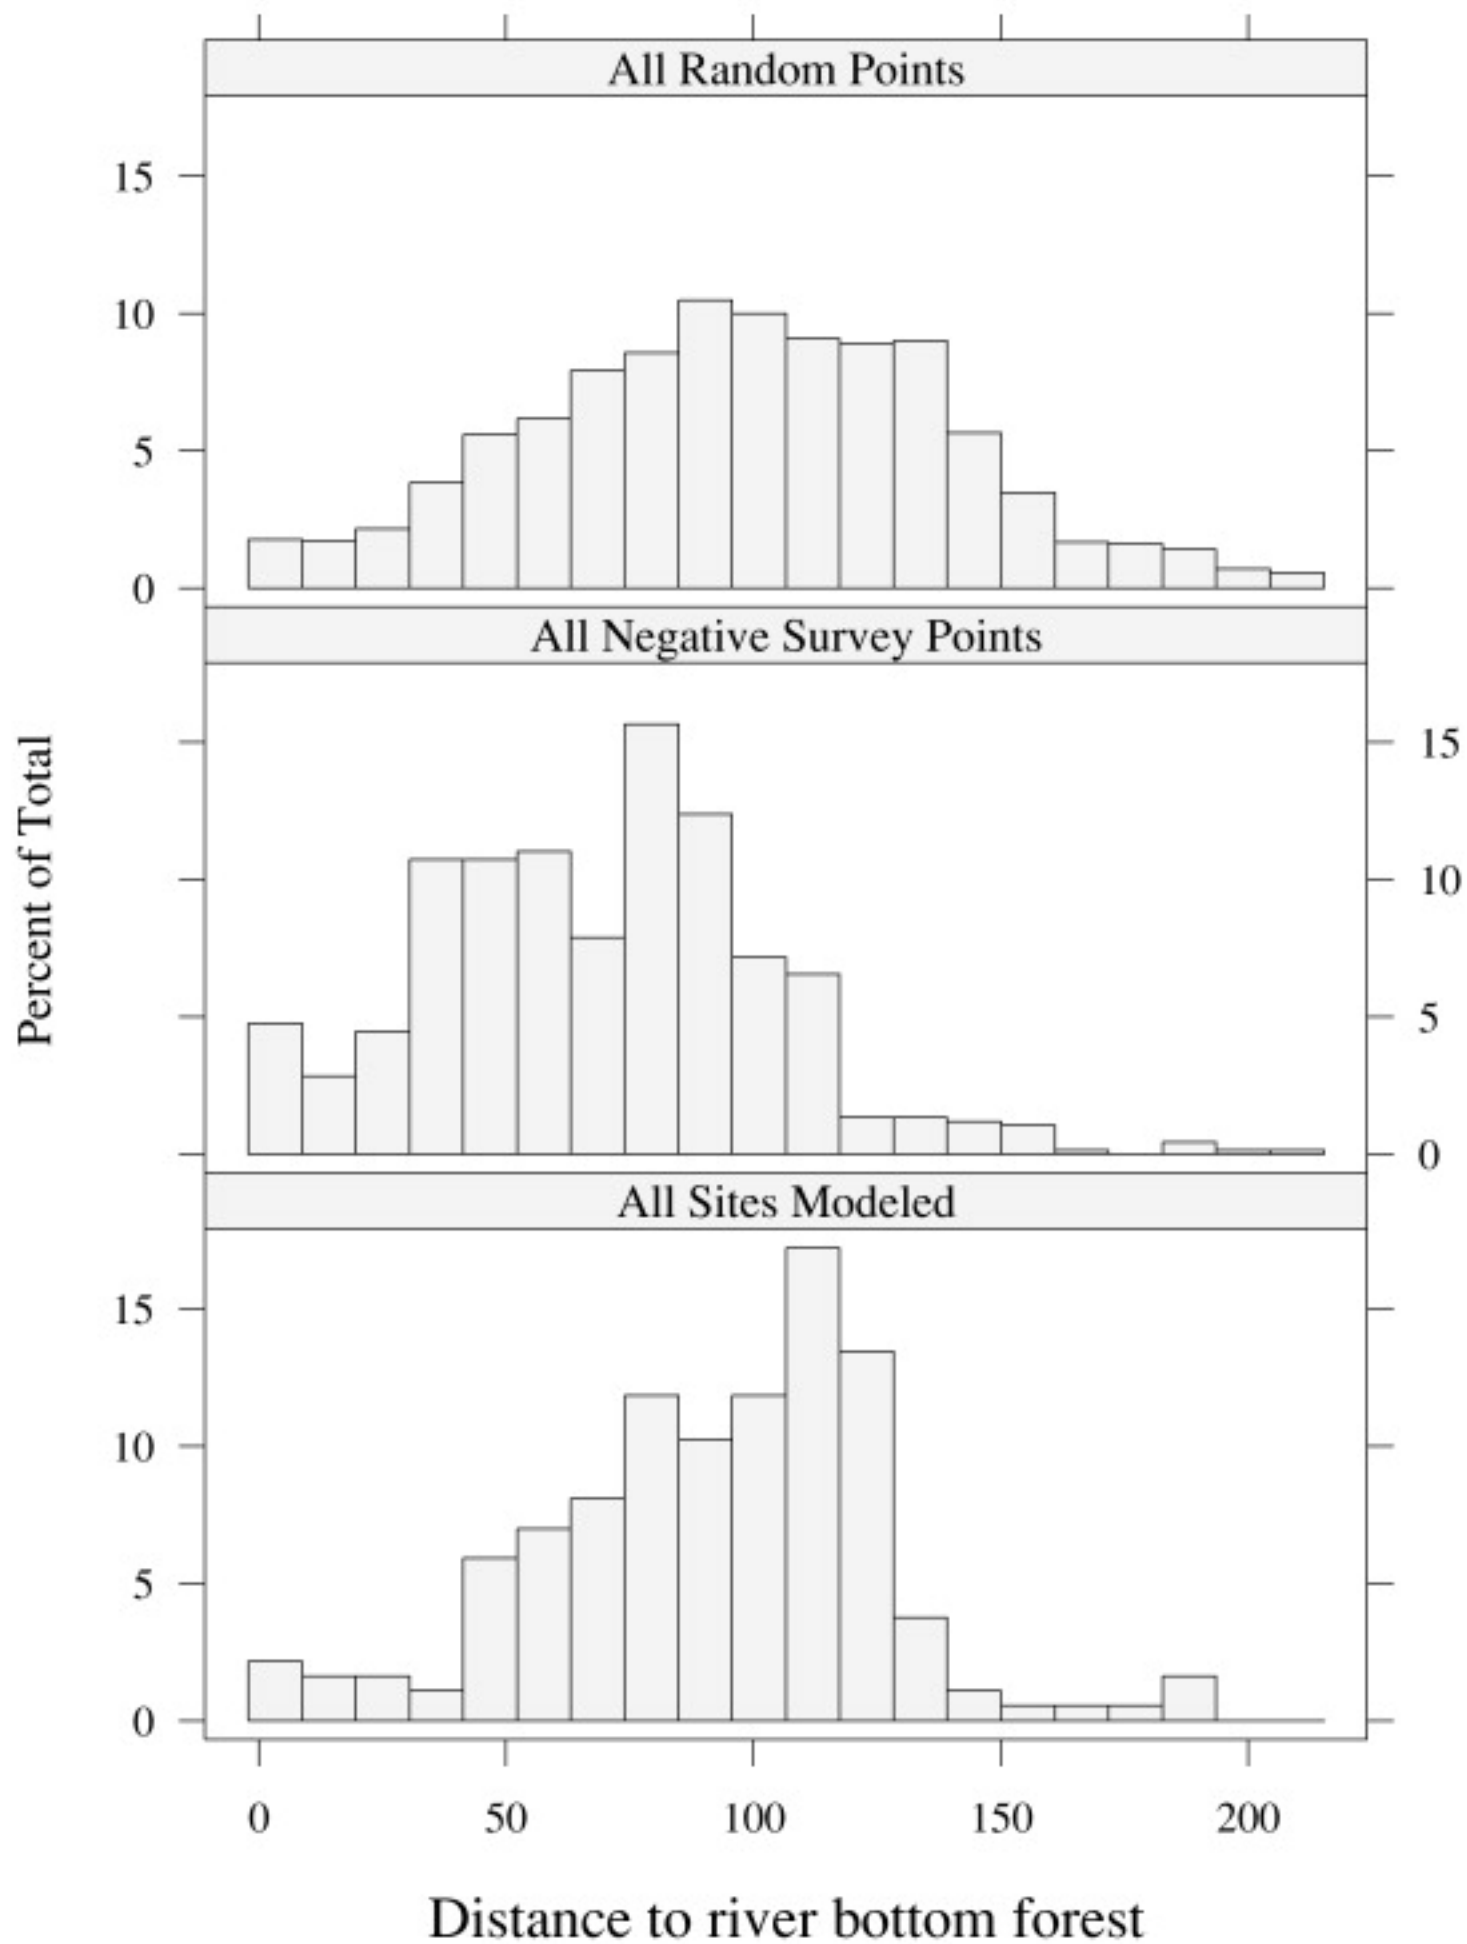 All Random Points
15
10
5
0
All Negative Survey Points
15
10
5
0
Percent of Total
All Sites Modeled
15
10
5
0
0 50 100 150 200
Distance to river bottom forest